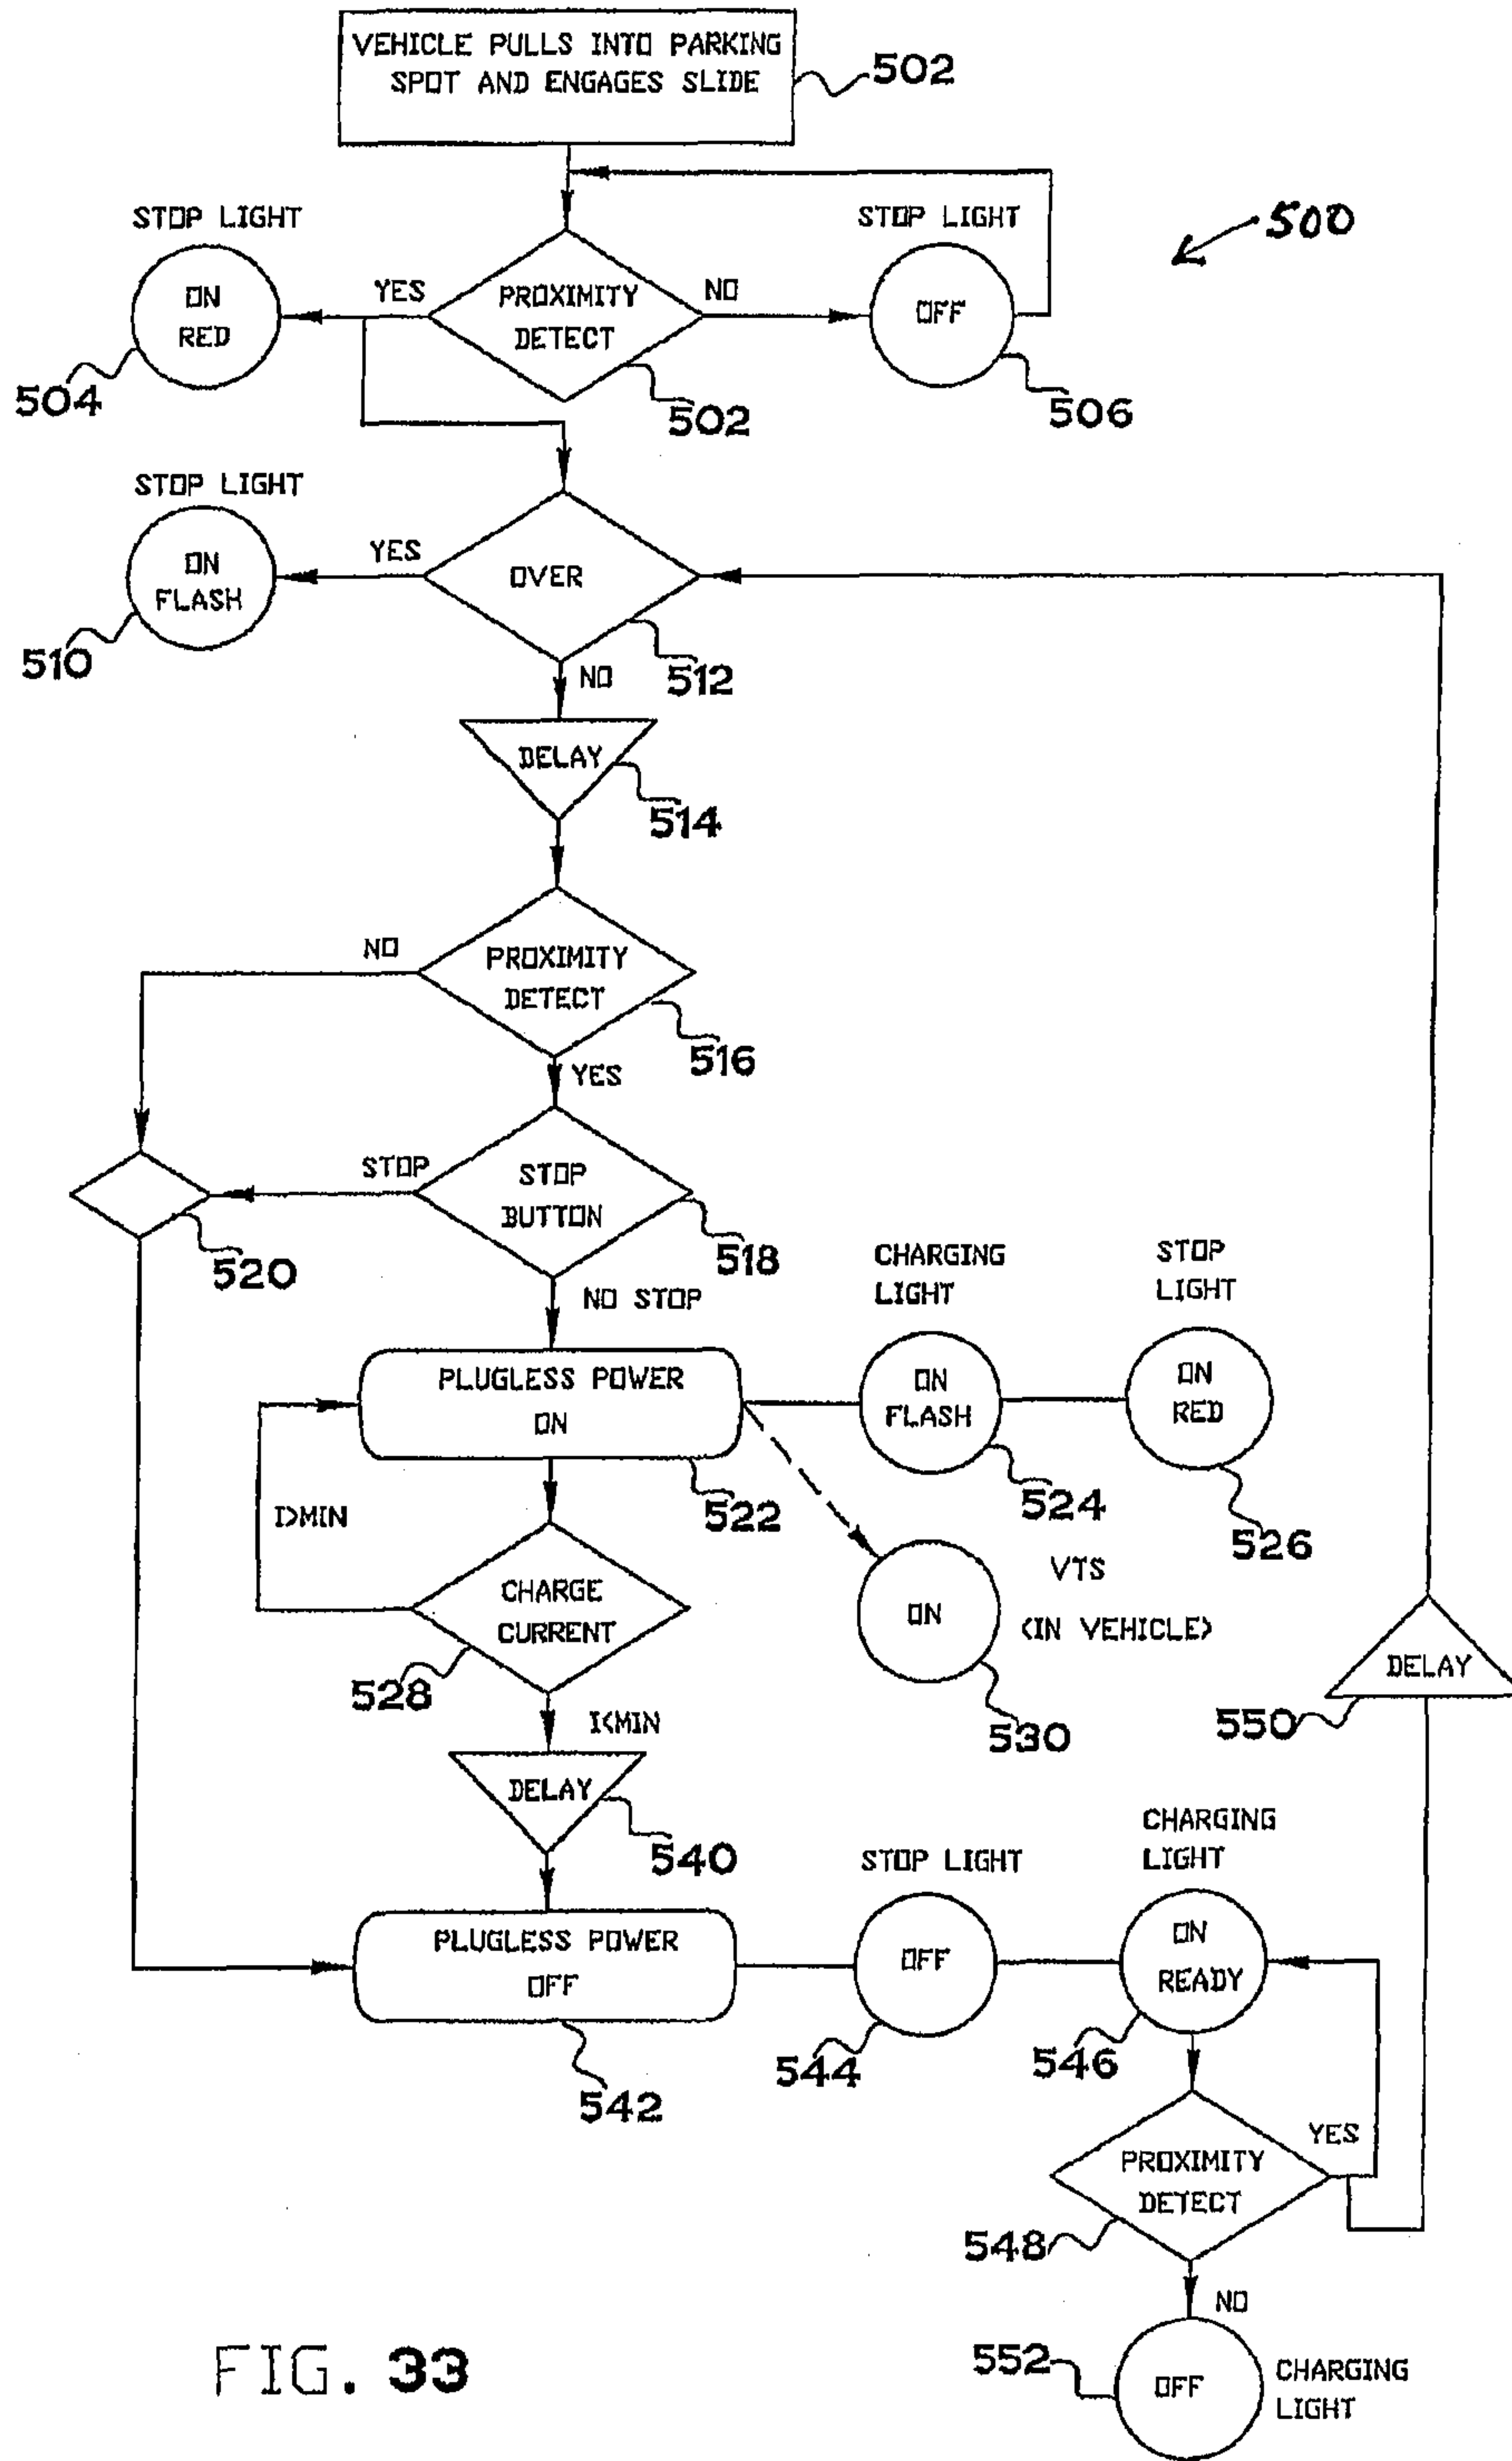 VEHICLE PULLS INTO PARKING
SPOT AND ENGAGES SLIDE
502
500
STOP LIGHT
ON
RED
504
YES
PROXIMITY
DETECT
502
NO
STOP LIGHT
OFF
506
STOP LIGHT
ON
FLASH
510
YES
OVER
512
NO
DELAY
514
NO
PROXIMITY
DETECT
516
YES
STOP
STOP
BUTTON
518
520
NO STOP
CHARGING
LIGHT
STOP
LIGHT
PLUGLESS POWER
ON
522
ON
FLASH
524
ON
RED
526
I>MIN
CHARGE
CURRENT
528
ON
VTS
(IN VEHICLE)
530
I<MIN
DELAY
540
DELAY
550
PLUGLESS POWER
OFF
542
STOP LIGHT
OFF
544
CHARGING
LIGHT
ON
READY
546
YES
PROXIMITY
DETECT
548
NO
552
OFF
CHARGING
LIGHT
FIG. 33